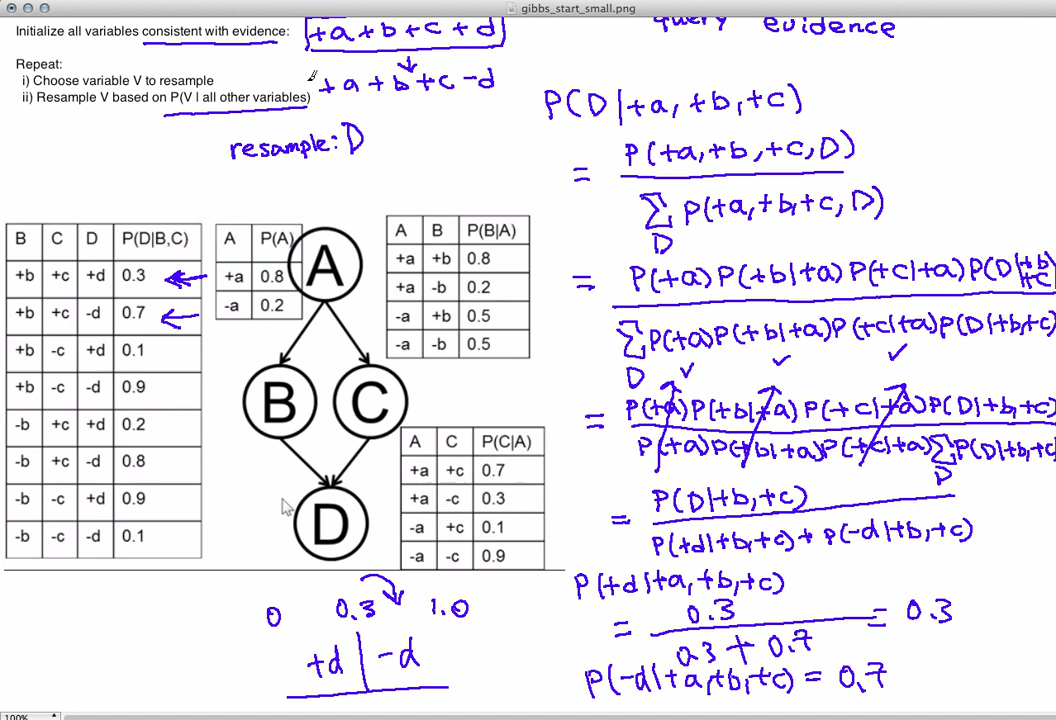 gibbs_start_small.png
Initialize all variables consistent with evidence: +a +b +c +d
query evidence
Repeat:
i) Choose variable V to resample
ii) Resample V based on P(V | all other variables)
+a +b +c -d
resample: D
B C D P(D|B,C)
+b +c +d 0.3
+b +c -d 0.7
+b -c +d 0.1
+b -c -d 0.9
-b +c +d 0.2
-b +c -d 0.8
-b -c +d 0.9
-b -c -d 0.1
A P(A)
+a 0.8
-a 0.2
A
B C
D
A B P(B|A)
+a +b 0.8
+a -b 0.2
-a +b 0.5
-a -b 0.5
A C P(C|A)
+a +c 0.7
+a -c 0.3
-a +c 0.1
-a -c 0.9
0 0.3 1.0
+d | -d
P(D|+a, +b, +c)
= P(+a, +b, +c, D)
∑ P(+a, +b, +c, D)
D
= P(+a) P(+b|+a) P(+c|+a) P(D|+b +c)
∑ P(+a) P(+b|+a) P(+c|+a) P(D|+b,+c)
D
= P(+a) P(+b|+a) P(+c|+a) P(D|+b,+c)
P(+a) P(+b|+a) P(+c|+a) ∑ P(D|+b,+c)
D
= P(D|+b,+c)
P(+d|+b,+c) + P(-d|+b,+c)
P(+d|+a,+b,+c)
= 0.3 = 0.3
0.3 + 0.7
P(-d|+a,+b,+c) = 0.7
100%